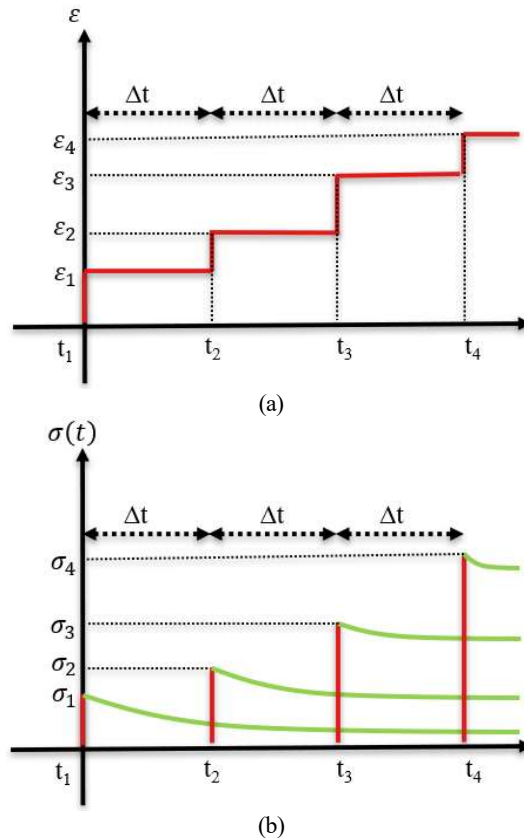 ε
Δt Δt Δt
ε₄
ε₃
ε₂
ε₁
t₁ t₂ t₃ t₄
(a)
σ(t)
Δt Δt Δt
σ₄
σ₃
σ₂
σ₁
t₁ t₂ t₃ t₄
(b)